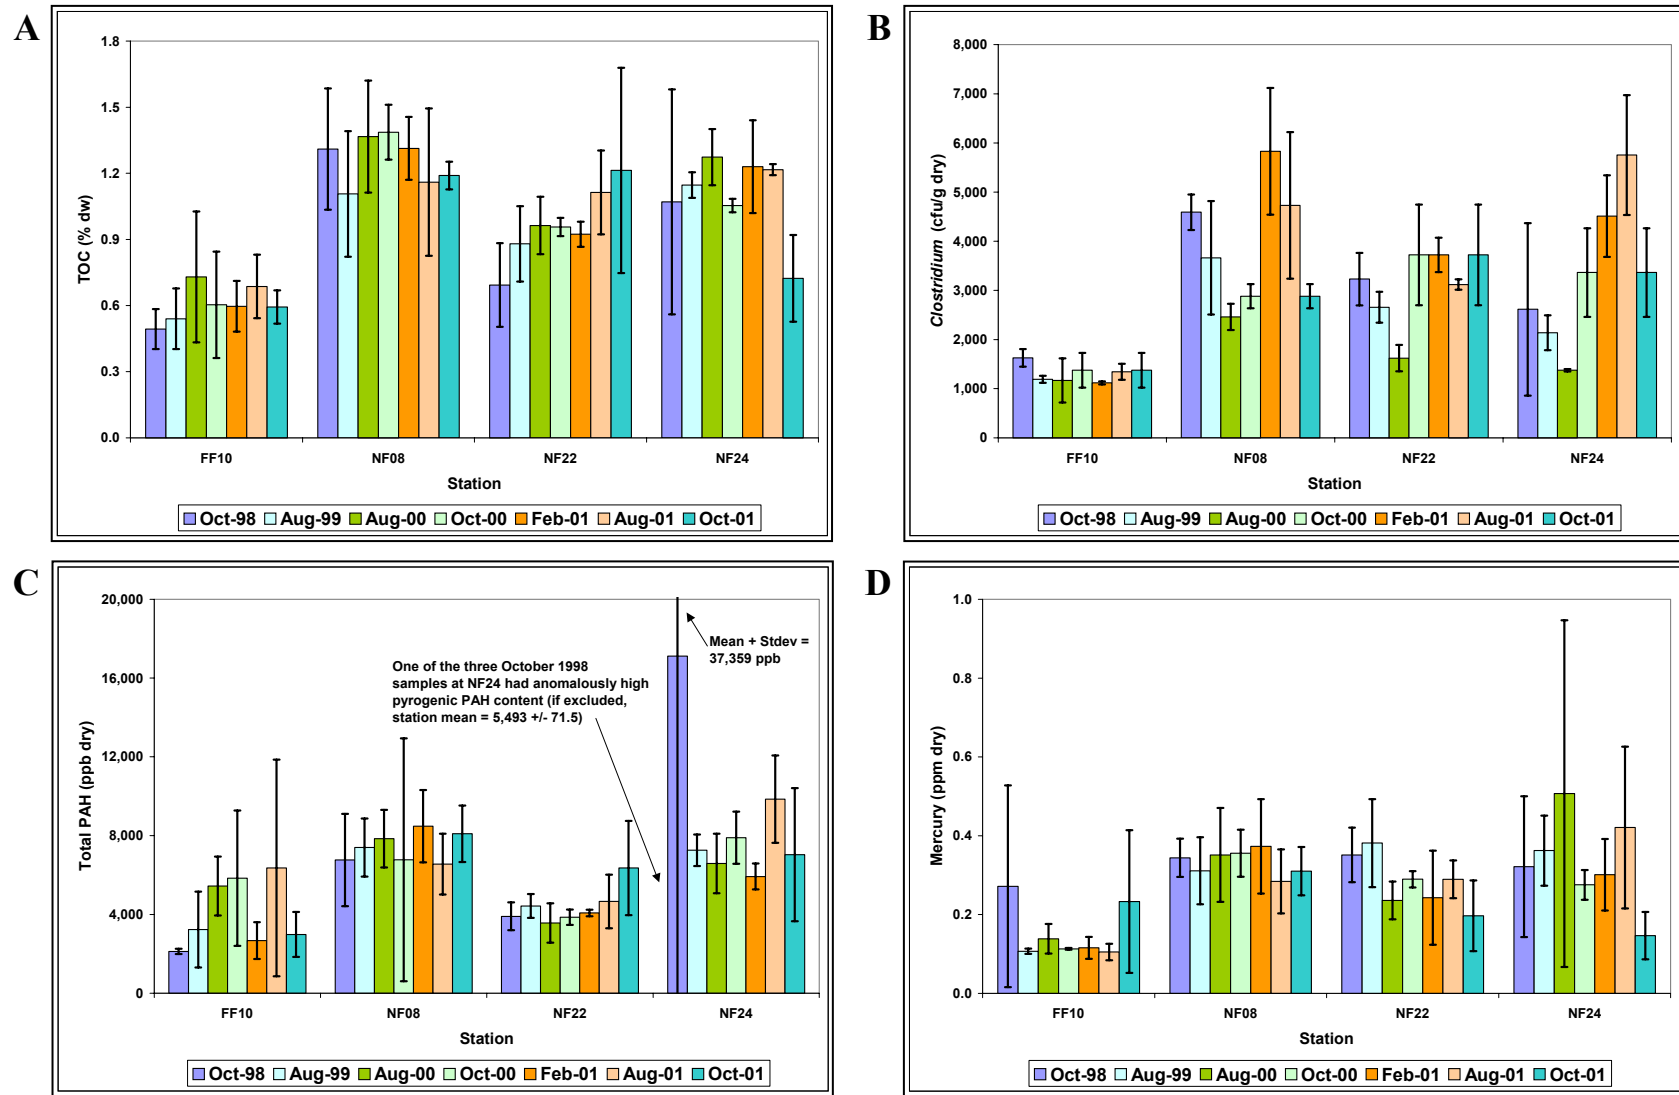 A
1.8
1.5
1.2
0.9
0.6
0.3
0.0
TOC (% dw)
FF10 NF08 NF22 NF24
Station
Oct-98 Aug-99 Aug-00 Oct-00 Feb-01 Aug-01 Oct-01
B
8,000
7,000
6,000
5,000
4,000
3,000
2,000
1,000
0
Clostridium (cfu/g dry)
FF10 NF08 NF22 NF24
Station
Oct-98 Aug-99 Aug-00 Oct-00 Feb-01 Aug-01 Oct-01
C
20,000
16,000
12,000
8,000
4,000
0
Total PAH (ppb dry)
One of the three October 1998
samples at NF24 had anomalously high
pyrogenic PAH content (if excluded,
station mean = 5,493 +/- 71.5)
Mean + Stdev =
37,359 ppb
FF10 NF08 NF22 NF24
Station
Oct-98 Aug-99 Aug-00 Oct-00 Feb-01 Aug-01 Oct-01
D
1.0
0.8
0.6
0.4
0.2
0.0
Mercury (ppm dry)
FF10 NF08 NF22 NF24
Station
Oct-98 Aug-99 Aug-00 Oct-00 Feb-01 Aug-01 Oct-01